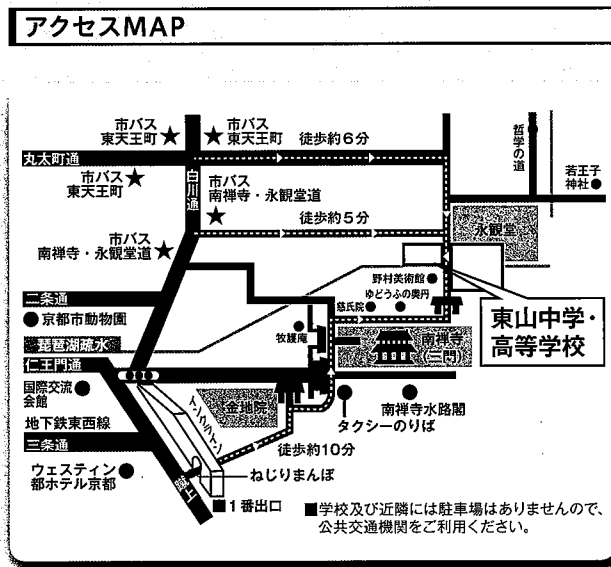 アクセスMAP
市バス
東天王町
市バス
東天王町
徒歩約6分
丸太町通
哲学の道
若王子
神社
市バス
東天王町
白川通
市バス
南禅寺・永観堂道
徒歩約5分
永観堂
市バス
南禅寺・永観堂道
野村美術館
ゆどうふの奥丹
慈氏院
二条通
京都市動物園
牧護庵
東山中学・
高等学校
琵琶湖疏水
南禅寺
(三門)
仁王門通
国際交流
会館
金地院
南禅寺水路閣
タクシーのりば
地下鉄東西線
三条通
徒歩約10分
ウェスティン
都ホテル京都
ねじりまんぽ
蹴上
■1番出口
■学校及び近隣には駐車場はありませんので、
公共交通機関をご利用ください。